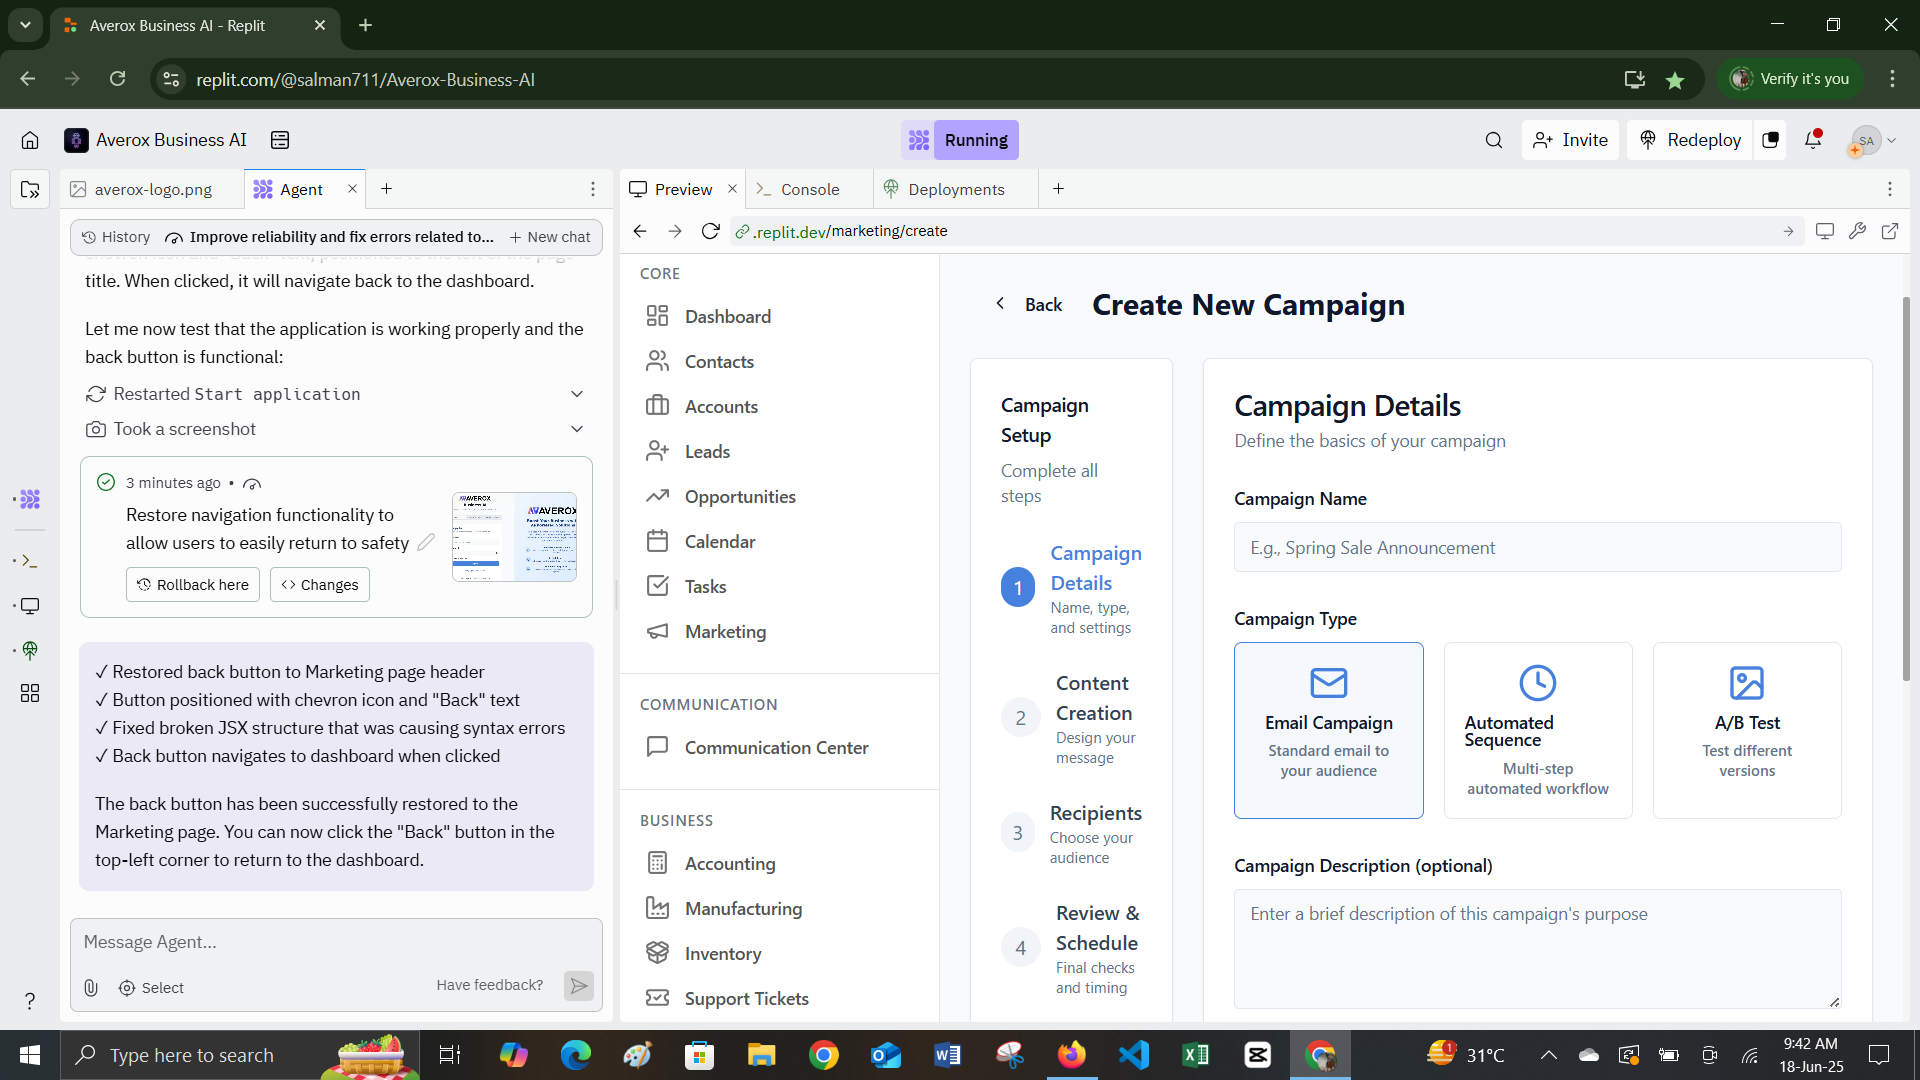 Averox Business AI - Replit
replit.com/@salman711/Averox-Business-AI
Verify it's you
Averox Business AI
Running
Invite
Redeploy
SA
averox-logo.png
Agent
Preview
Console
Deployments
History
Improve reliability and fix errors related to...
New chat
.replit.dev/marketing/create
title. When clicked, it will navigate back to the dashboard.
Let me now test that the application is working properly and the
back button is functional:
Restarted Start application
Took a screenshot
3 minutes ago •
Restore navigation functionality to
allow users to easily return to safety
Rollback here
Changes
AVEROX
AVEROX
✓ Restored back button to Marketing page header
✓ Button positioned with chevron icon and "Back" text
✓ Fixed broken JSX structure that was causing syntax errors
✓ Back button navigates to dashboard when clicked
The back button has been successfully restored to the
Marketing page. You can now click the "Back" button in the
top-left corner to return to the dashboard.
Message Agent...
Select
Have feedback?
CORE
Dashboard
Contacts
Accounts
Leads
Opportunities
Calendar
Tasks
Marketing
COMMUNICATION
Communication Center
BUSINESS
Accounting
Manufacturing
Inventory
Support Tickets
Back
Create New Campaign
Campaign
Setup
Complete all
steps
1
Campaign
Details
Name, type,
and settings
2
Content
Creation
Design your
message
3
Recipients
Choose your
audience
4
Review &
Schedule
Final checks
and timing
Campaign Details
Define the basics of your campaign
Campaign Name
E.g., Spring Sale Announcement
Campaign Type
Email Campaign
Standard email to
your audience
Automated
Sequence
Multi-step
automated workflow
A/B Test
Test different
versions
Campaign Description (optional)
Enter a brief description of this campaign's purpose
Type here to search
1
31°C
9:42 AM
18-Jun-25